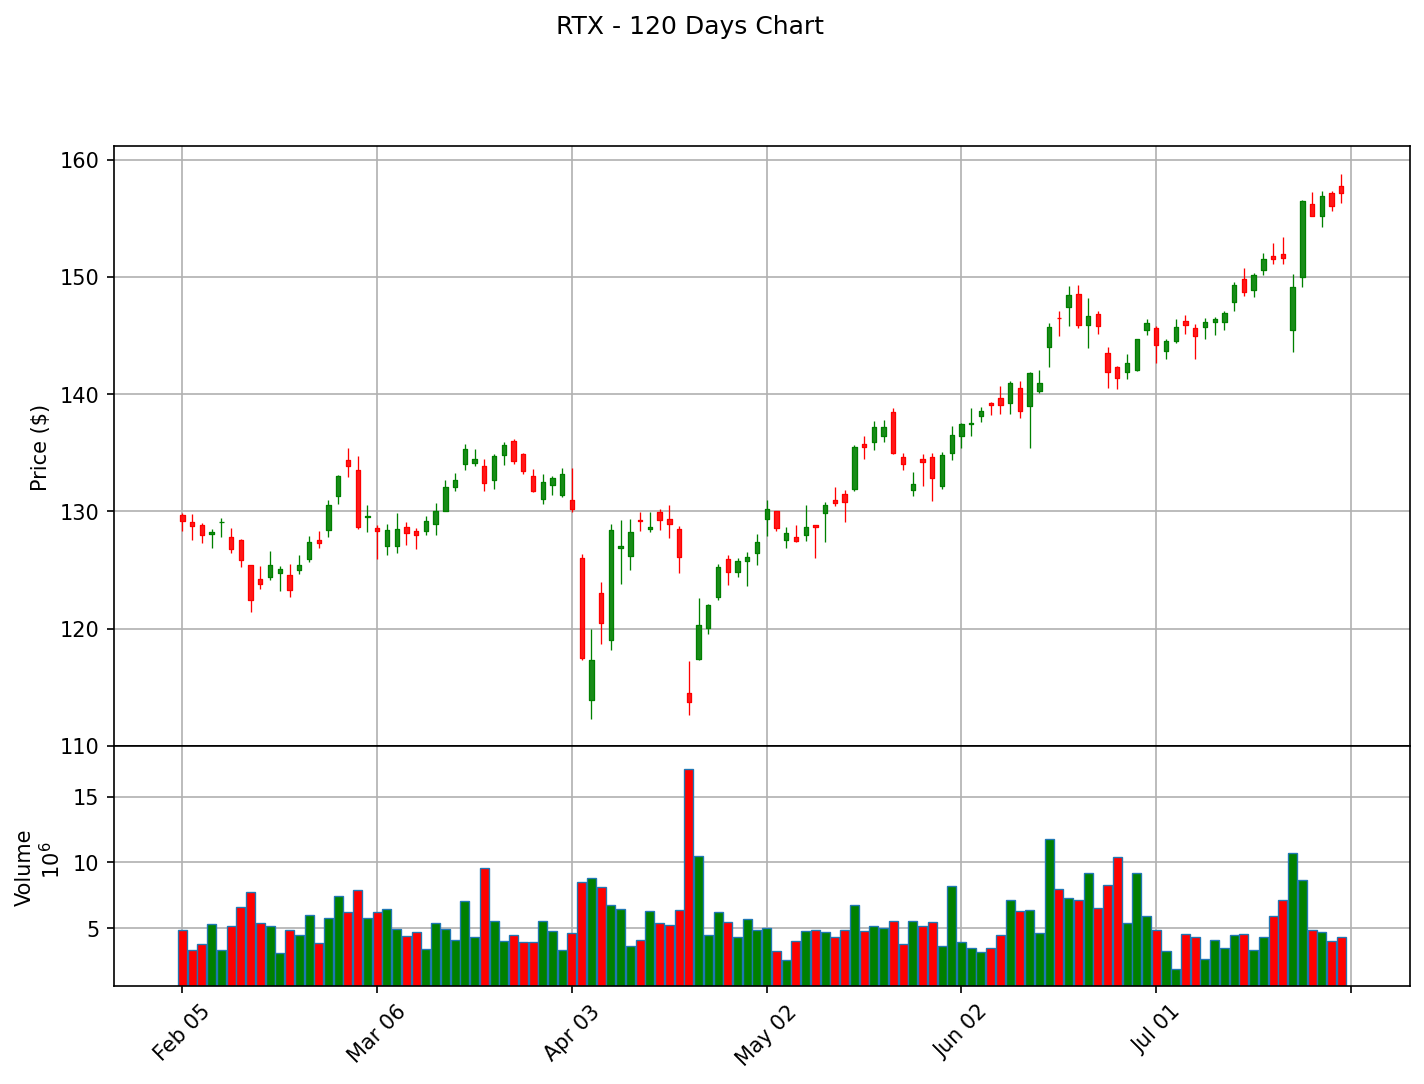 RTX - 120 Days Chart
160
150
140
130
120
110
Price ($)
15
10
5
Volume
10^6
Feb 05
Mar 06
Apr 03
May 02
Jun 02
Jul 01